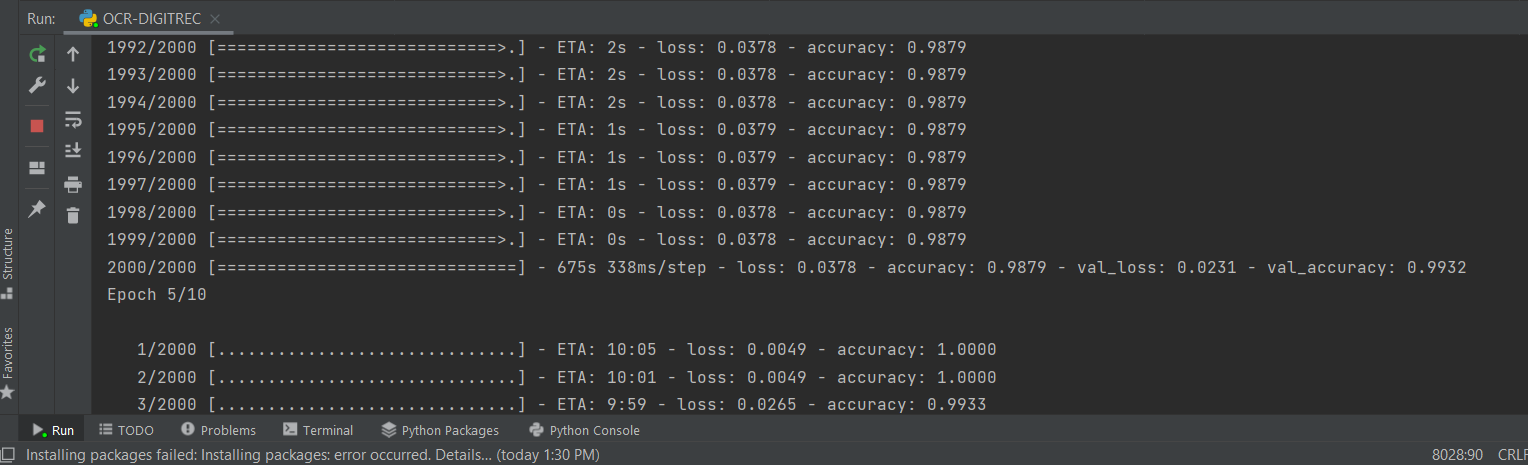 Run: OCR-DIGITREC
1992/2000 [============================>.] - ETA: 2s - loss: 0.0378 - accuracy: 0.9879
1993/2000 [============================>.] - ETA: 2s - loss: 0.0378 - accuracy: 0.9879
1994/2000 [============================>.] - ETA: 2s - loss: 0.0378 - accuracy: 0.9879
1995/2000 [============================>.] - ETA: 1s - loss: 0.0379 - accuracy: 0.9879
1996/2000 [============================>.] - ETA: 1s - loss: 0.0379 - accuracy: 0.9879
1997/2000 [============================>.] - ETA: 1s - loss: 0.0379 - accuracy: 0.9879
1998/2000 [============================>.] - ETA: 0s - loss: 0.0378 - accuracy: 0.9879
1999/2000 [============================>.] - ETA: 0s - loss: 0.0378 - accuracy: 0.9879
2000/2000 [==============================] - 675s 338ms/step - loss: 0.0378 - accuracy: 0.9879 - val_loss: 0.0231 - val_accuracy: 0.9932
Epoch 5/10
1/2000 [..............................] - ETA: 10:05 - loss: 0.0049 - accuracy: 1.0000
2/2000 [..............................] - ETA: 10:01 - loss: 0.0049 - accuracy: 1.0000
3/2000 [..............................] - ETA: 9:59 - loss: 0.0265 - accuracy: 0.9933
Structure
Favorites
Run TODO Problems Terminal Python Packages Python Console
Installing packages failed: Installing packages: error occurred. Details... (today 1:30 PM) 8028:90 CRLF